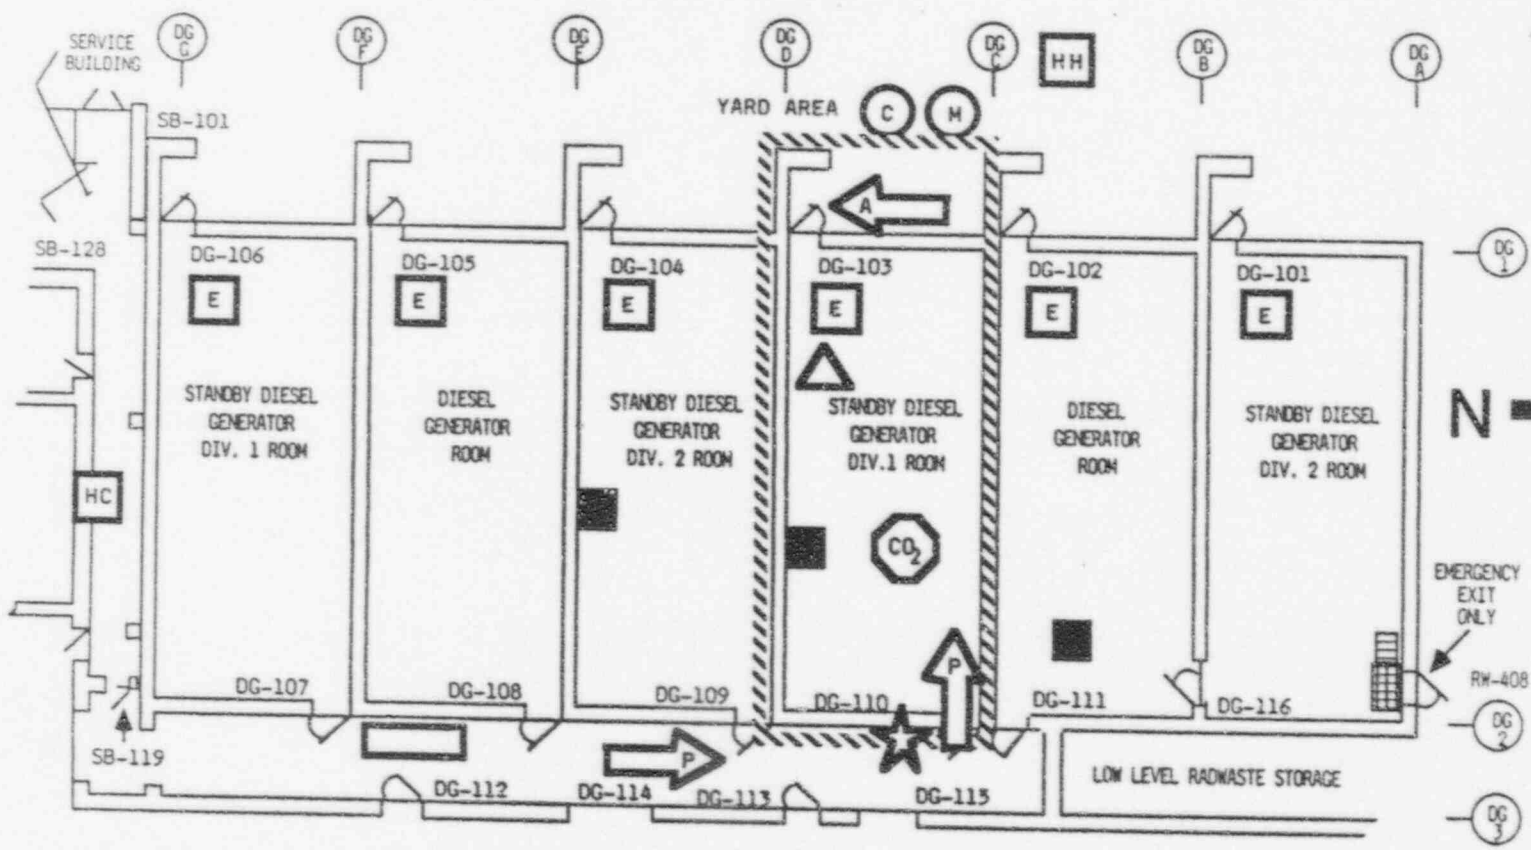 DG
G
DG
F
DG
E
DG
D
DG
C
HH
DG
B
DG
A
SERVICE
BUILDING
SB-101
YARD AREA
C
M
A
SB-128
DG-106
DG-105
DG-104
DG-103
DG-102
DG-101
DG
1
E
E
E
E
E
E
STANDBY DIESEL
GENERATOR
DIV. 1 ROOM
DIESEL
GENERATOR
ROOM
STANDBY DIESEL
GENERATOR
DIV. 2 ROOM
STANDBY DIESEL
GENERATOR
DIV.1 ROOM
DIESEL
GENERATOR
ROOM
STANDBY DIESEL
GENERATOR
DIV. 2 ROOM
N
HC
CO2
EMERGENCY
EXIT
ONLY
P
DG-107
DG-108
DG-109
DG-110
DG-111
DG-116
RW-408
DG
2
SB-119
P
DG-112
DG-114
DG-113
DG-115
LOW LEVEL RADWASTE STORAGE
DG
3